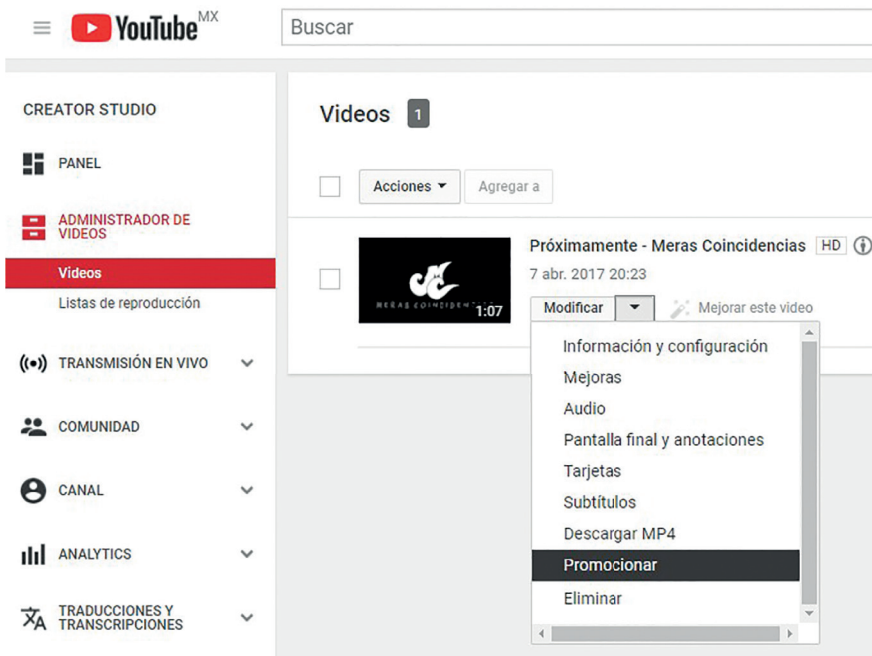 YouTube MX
Buscar
CREATOR STUDIO
PANEL
ADMINISTRADOR DE
VIDEOS
Videos
Listas de reproducción
TRANSMISIÓN EN VIVO
COMUNIDAD
CANAL
ANALYTICS
TRADUCCIONES Y
TRANSCRIPCIONES
Videos 1
Acciones
Agregar a
MERAS COINCIDENCIAS
1:07
Próximamente - Meras Coincidencias HD
7 abr. 2017 20:23
Modificar
Mejorar este video
Información y configuración
Mejoras
Audio
Pantalla final y anotaciones
Tarjetas
Subtítulos
Descargar MP4
Promocionar
Eliminar